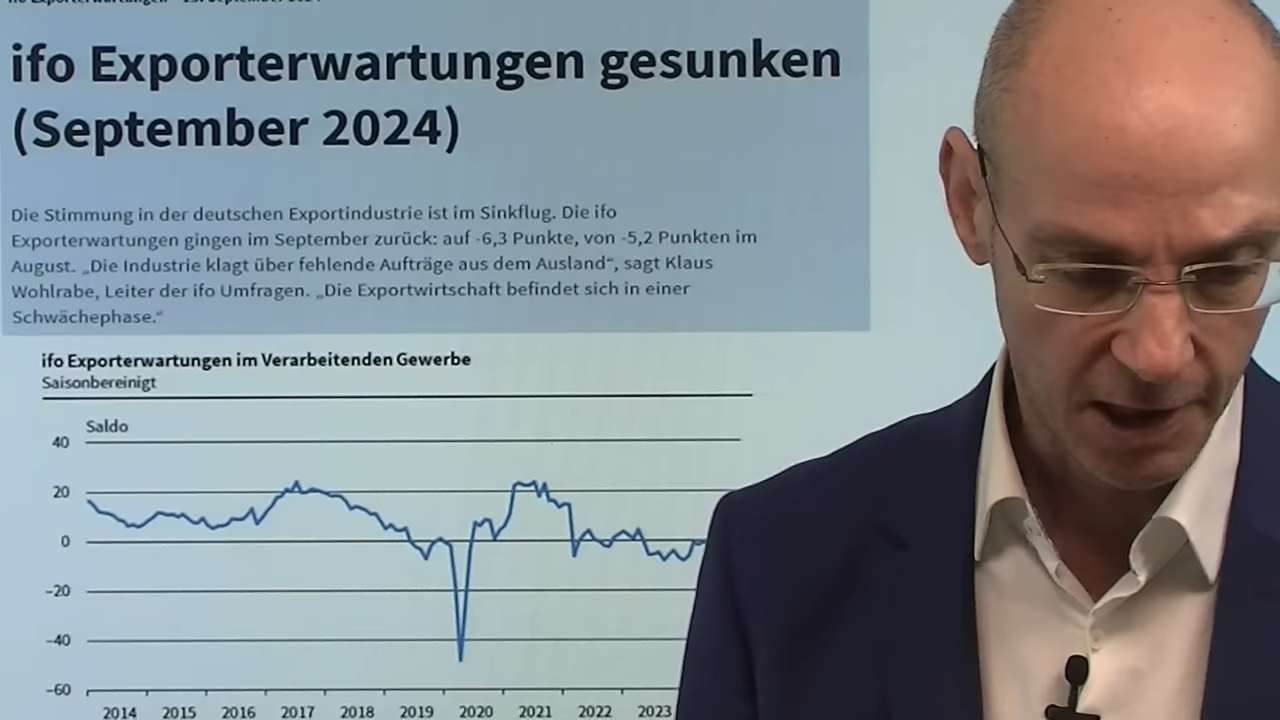 ifo Exporterwartungen gesunken
(September 2024)
Die Stimmung in der deutschen Exportindustrie ist im Sinkflug. Die ifo
Exporterwartungen gingen im September zurück: auf -6,3 Punkte, von -5,2 Punkten im
August. „Die Industrie klagt über fehlende Aufträge aus dem Ausland“, sagt Klaus
Wohlrabe, Leiter der ifo Umfragen. „Die Exportwirtschaft befindet sich in einer
Schwächephase.“
ifo Exporterwartungen im Verarbeitenden Gewerbe
Saisonbereinigt
Saldo
40
20
0
−20
−40
−60
2014 2015 2016 2017 2018 2019 2020 2021 2022 2023